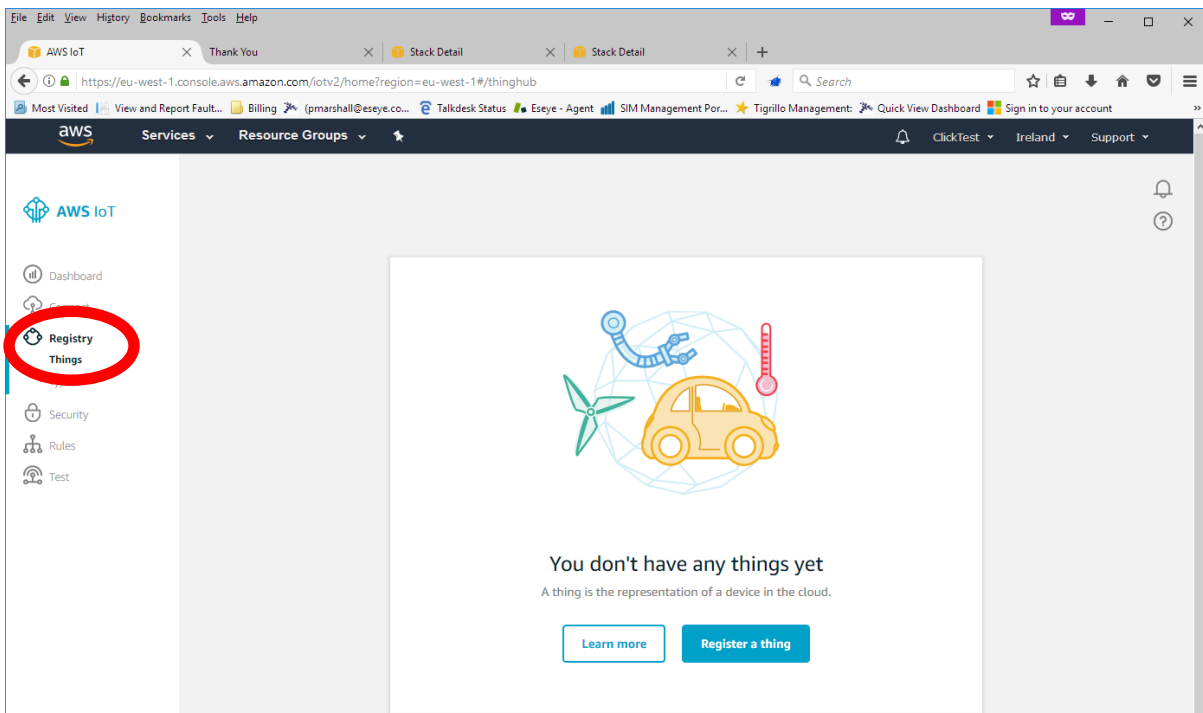 File Edit View History Bookmarks Tools Help
AWS IoT
Thank You
Stack Detail
Stack Detail
https://eu-west-1.console.aws.amazon.com/iotv2/home?region=eu-west-1#/thinghub
Search
Most Visited View and Report Fault... Billing (pmarshall@eseye.co... Talkdesk Status Eseye - Agent SIM Management Por... Tigrillo Management: Quick View Dashboard Sign in to your account
aws Services Resource Groups ClickTest Ireland Support
AWS IoT
Dashboard
Registry
Things
Security
Rules
Test
You don't have any things yet
A thing is the representation of a device in the cloud.
Learn more Register a thing